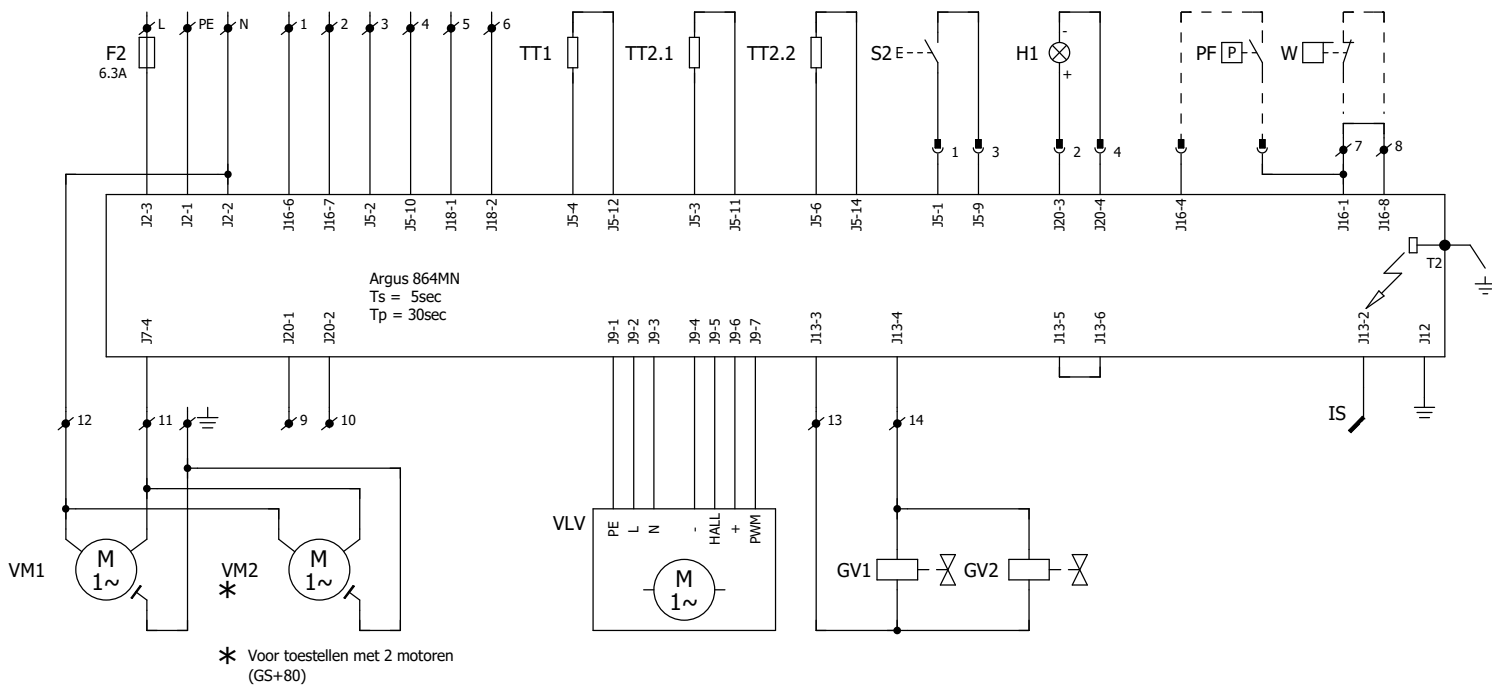 L PE N 1 2 3 4 5 6
F2
6.3A
TT1 TT2.1 TT2.2 S2 E H1 - + PF P W
1 3 2 4 7 8
J2-3 J2-1 J2-2 J16-6 J16-7 J5-2 J5-10 J18-1 J18-2 J5-4 J5-12 J5-3 J5-11 J5-6 J5-14 J5-1 J5-9 J20-3 J20-4 J16-4 J16-1 J16-8
T2
Argus 864MN
Ts = 5sec
Tp = 30sec
J7-4 J20-1 J20-2 J9-1 J9-2 J9-3 J9-4 J9-5 J9-6 J9-7 J13-3 J13-4 J13-5 J13-6 J13-2 J12
12 11 9 10 13 14 IS
VLV PE L N - HALL + PWM
VM1 M
1~
VM2 M
1~
*
M
1~
GV1 GV2
* Voor toestellen met 2 motoren
(GS+80)